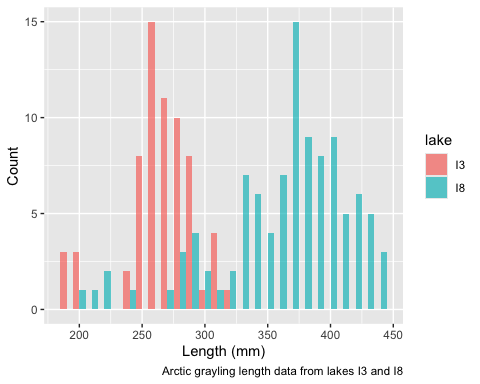 15
10
5
0
Count
200 250 300 350 400 450
Length (mm)
lake
I3
I8
Arctic grayling length data from lakes I3 and I8